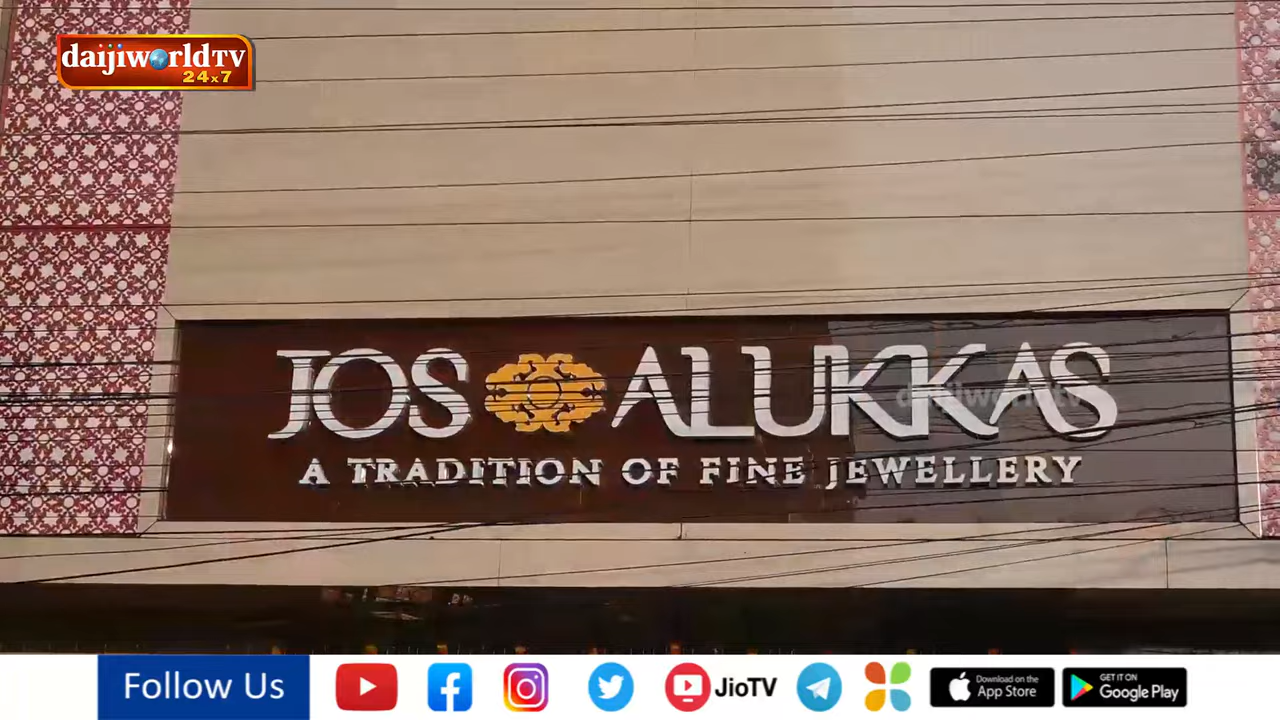 daijiworldTV
24x7
JOS ALUKKAS
daijiworldtv
A TRADITION OF FINE JEWELLERY
Follow Us
JioTV
Download on the
App Store
GET IT ON
Google Play